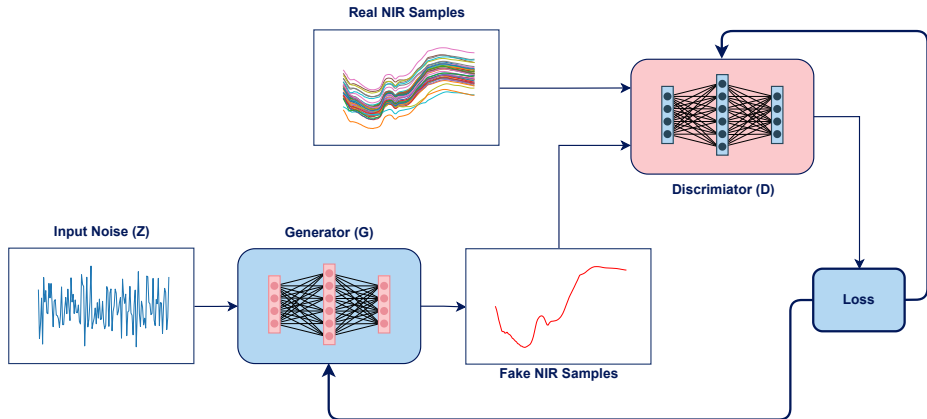 Real NIR Samples
Discrimiator (D)
Input Noise (Z)
Generator (G)
Loss
Fake NIR Samples